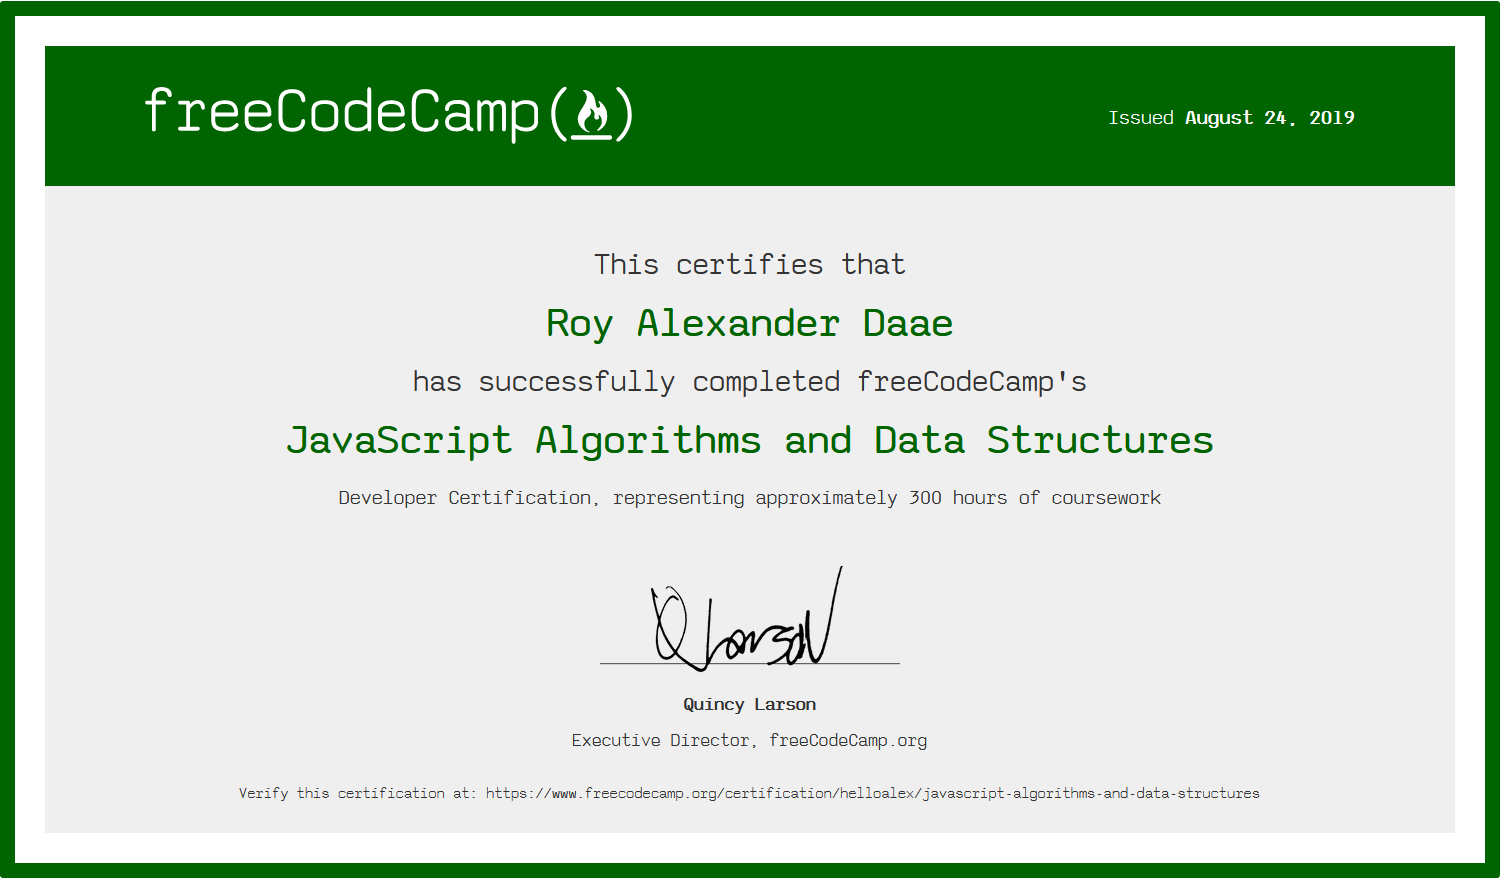 freeCodeCamp(🔥)
Issued August 24, 2019
This certifies that
Roy Alexander Daae
has successfully completed freeCodeCamp's
JavaScript Algorithms and Data Structures
Developer Certification, representing approximately 300 hours of coursework
Q Larson
Quincy Larson
Executive Director, freeCodeCamp.org
Verify this certification at: https://www.freecodecamp.org/certification/helloalex/javascript-algorithms-and-data-structures